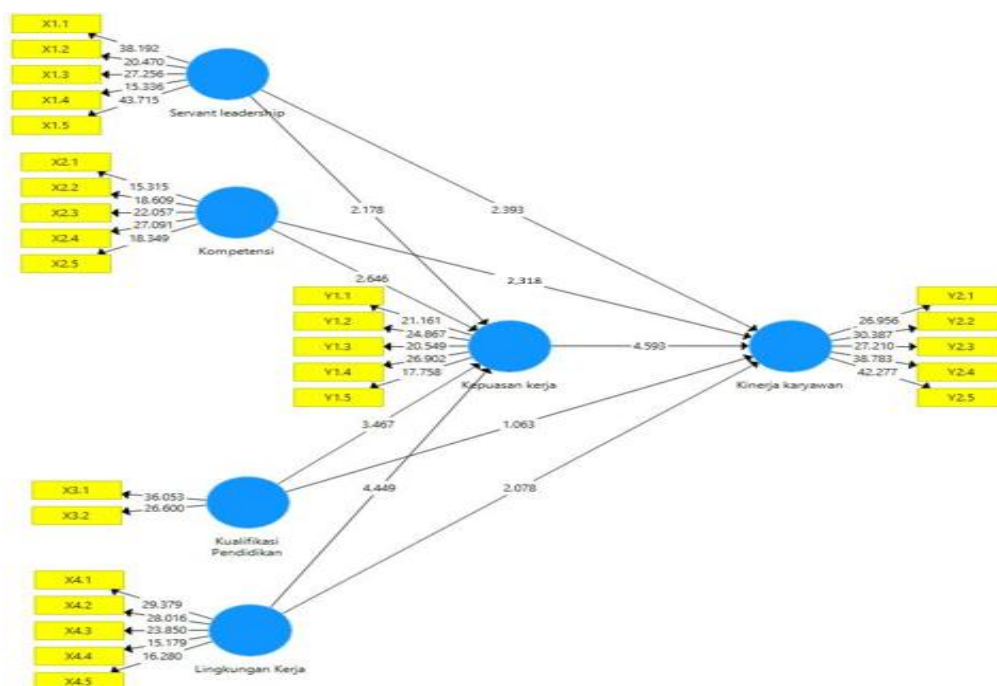 X1.1
X1.2
X1.3
X1.4
X1.5
38.192
20.470
27.256
15.336
43.715
Servant leadership
X2.1
X2.2
X2.3
X2.4
X2.5
15.315
18.609
22.057
27.091
18.349
Kompetensi
2.178
2.393
2.646
2.318
Y1.1
Y1.2
Y1.3
Y1.4
Y1.5
21.161
24.867
20.549
26.902
17.758
Kepuasan kerja
4.593
Kinerja karyawan
26.956
30.387
27.210
38.783
42.277
Y2.1
Y2.2
Y2.3
Y2.4
Y2.5
3.467
1.063
4.449
2.078
X3.1
X3.2
36.053
26.600
Kualifikasi
Pendidikan
X4.1
X4.2
X4.3
X4.4
X4.5
29.379
28.016
23.850
15.179
16.280
Lingkungan Kerja